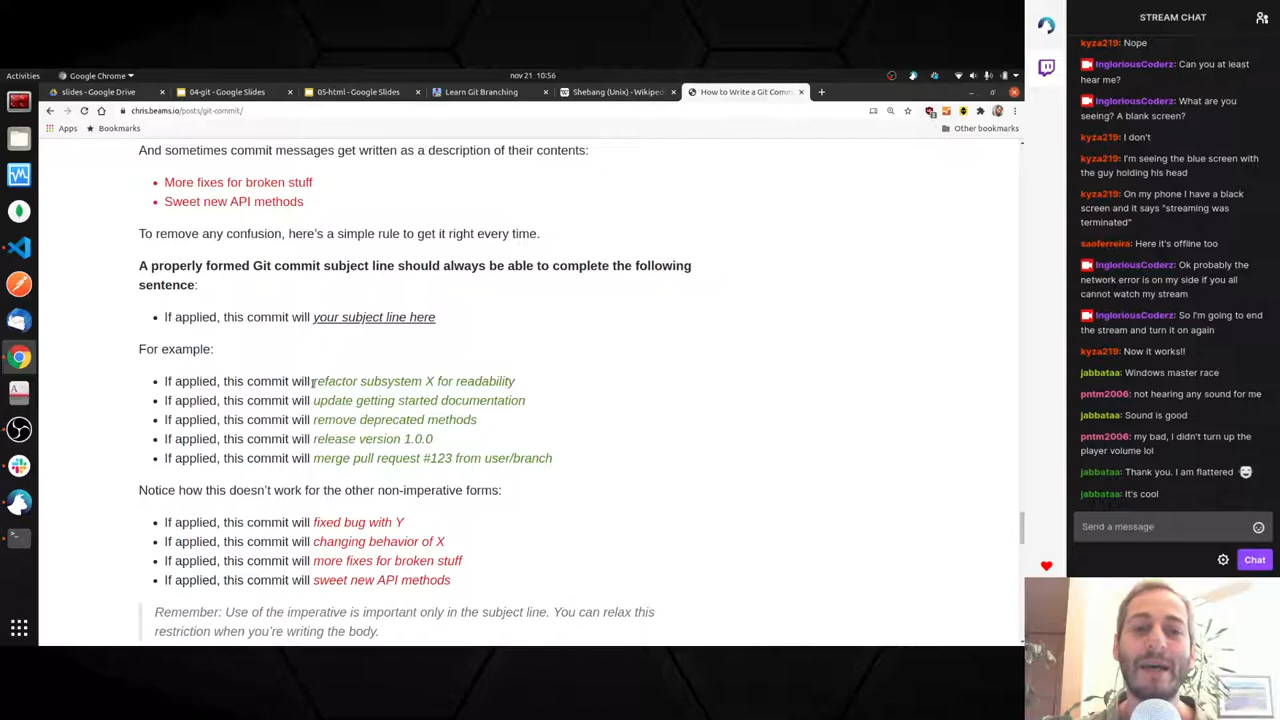 Activities
Google Chrome
nov 21 10:56
slides - Google Drive
04-git - Google Slides
05-html - Google Slides
Learn Git Branching
Shebang (Unix) - Wikiped
How to Write a Git Comm
chris.beams.io/posts/git-commit/
Apps
Bookmarks
Other bookmarks
And sometimes commit messages get written as a description of their contents:
• More fixes for broken stuff
• Sweet new API methods
To remove any confusion, here's a simple rule to get it right every time.
A properly formed Git commit subject line should always be able to complete the following
sentence:
• If applied, this commit will your subject line here
For example:
• If applied, this commit will refactor subsystem X for readability
• If applied, this commit will update getting started documentation
• If applied, this commit will remove deprecated methods
• If applied, this commit will release version 1.0.0
• If applied, this commit will merge pull request #123 from user/branch
Notice how this doesn't work for the other non-imperative forms:
• If applied, this commit will fixed bug with Y
• If applied, this commit will changing behavior of X
• If applied, this commit will more fixes for broken stuff
• If applied, this commit will sweet new API methods
Remember: Use of the imperative is important only in the subject line. You can relax this
restriction when you're writing the body.
STREAM CHAT
kyza219: Nope
IngloriousCoderz: Can you at least
hear me?
IngloriousCoderz: What are you
seeing? A blank screen?
kyza219: I don't
kyza219: I'm seeing the blue screen with
the guy holding his head
kyza219: On my phone I have a black
screen and it says "streaming was
terminated"
saoferreira: Here it's offline too
IngloriousCoderz: Ok probably the
network error is on my side if you all
cannot watch my stream
IngloriousCoderz: So I'm going to end
the stream and turn it on again
kyza219: Now it works!!
jabbataa: Windows master race
pntm2006: not hearing any sound for me
jabbataa: Sound is good
pntm2006: my bad, I didn't turn up the
player volume lol
jabbataa: Thank you. I am flattered
jabbataa: It's cool
Send a message
Chat